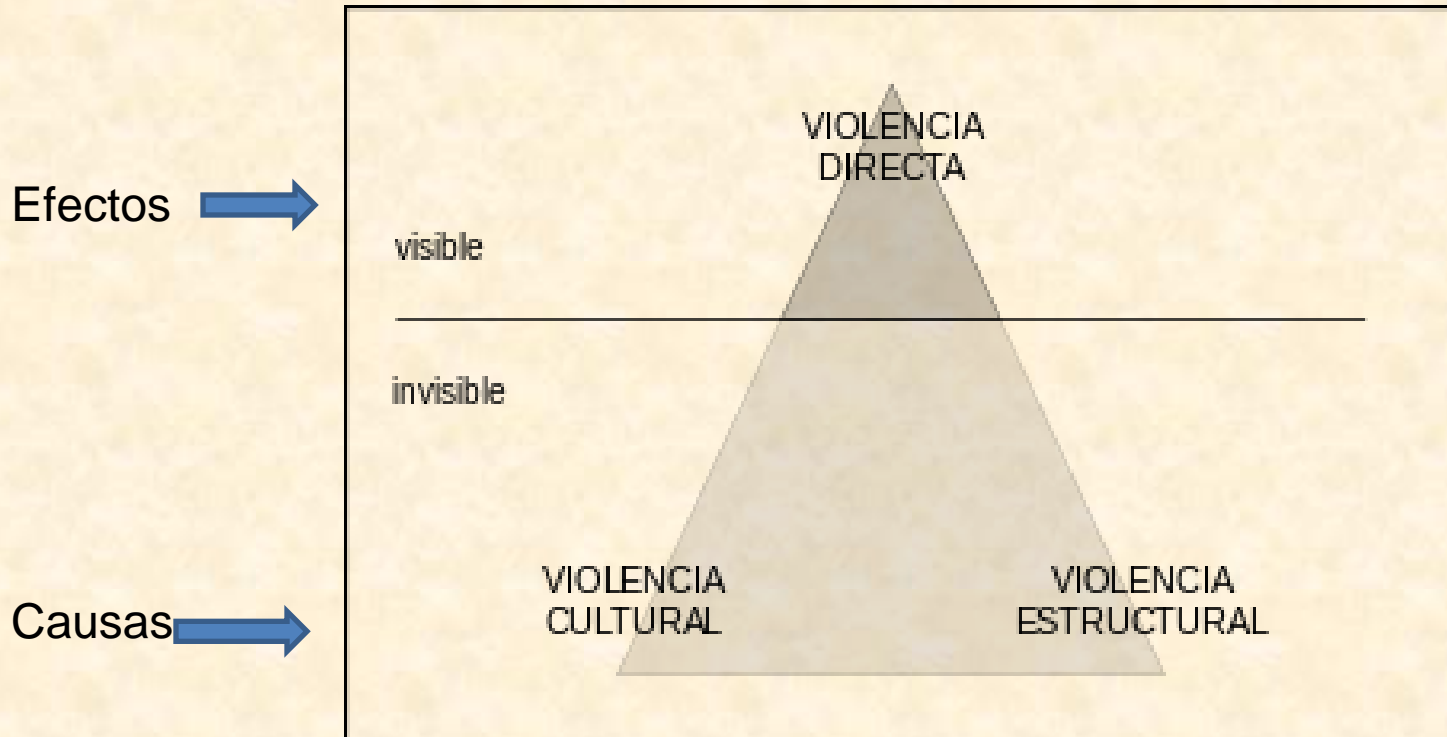 VIOLENCIA
DIRECTA
Efectos
visible
invisible
VIOLENCIA
CULTURAL
VIOLENCIA
ESTRUCTURAL
Causas